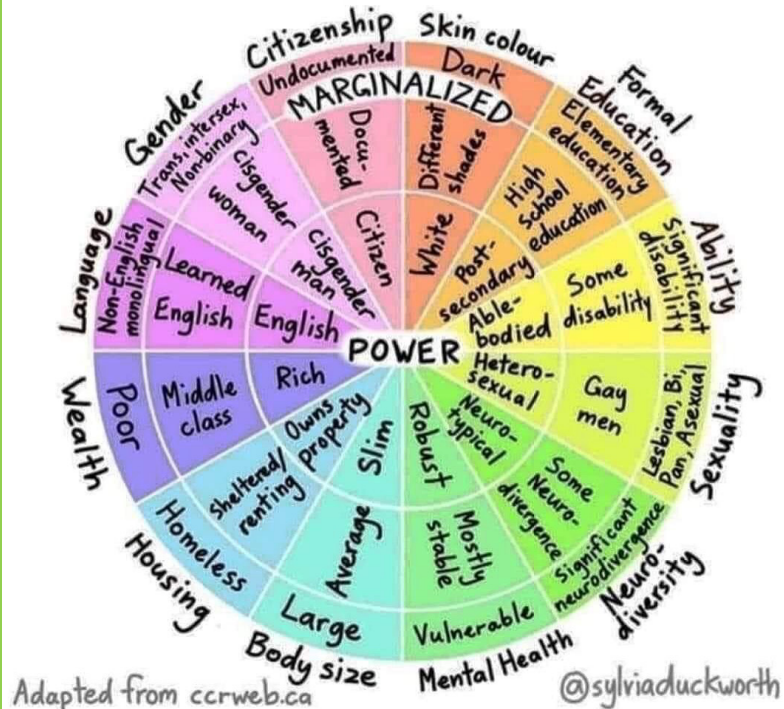 Citizenship
Undocumented
Docu-
mented
Citizen
Skin colour
Dark
Different
shades
White
Formal
Education
Elementary
education
High
school
education
Post-
secondary
Ability
Significant
disability
Some
disability
Able-
bodied
Sexuality
Lesbian, Bi,
Pan, Asexual
Gay
men
Hetero-
sexual
Neuro-
diversity
Significant
neurodivergence
Some
Neuro-
divergence
Neuro-
typical
Mental Health
Vulnerable
Mostly
stable
Robust
Body size
Large
Average
Slim
Housing
Homeless
Sheltered/
renting
Owns
property
Wealth
Poor
Middle
class
Rich
Language
Non-English
monolingual
Learned
English
English
Gender
Trans, intersex,
Nonbinary
cisgender
woman
cisgender
man
MARGINALIZED
POWER
Adapted from ccrweb.ca
@sylviaduckworth